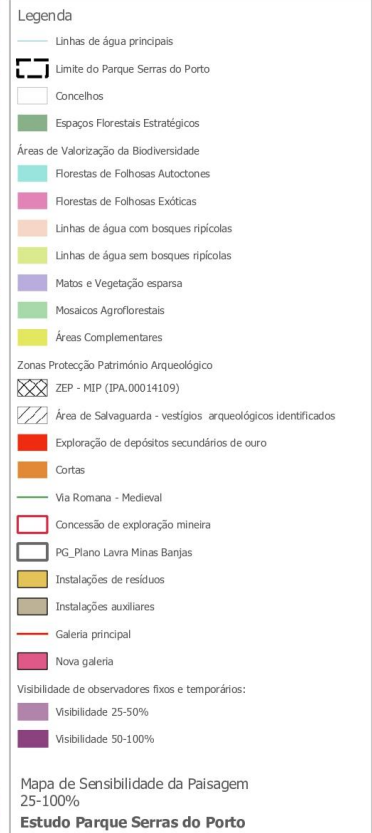 Legenda
Linhas de água principais
Limite do Parque Serras do Porto
Concelhos
Espaços Florestais Estratégicos
Áreas de Valorização da Biodiversidade
Florestas de Folhosas Autoctones
Florestas de Folhosas Exóticas
Linhas de água com bosques ripícolas
Linhas de água sem bosques ripícolas
Matos e Vegetação esparsa
Mosaicos Agroflorestais
Áreas Complementares
Zonas Protecção Património Arqueológico
ZEP - MIP (IPA.00014109)
Área de Salvaguarda - vestígios arqueológicos identificados
Exploração de depósitos secundários de ouro
Cortas
Via Romana - Medieval
Concessão de exploração mineira
PG_Plano Lavra Minas Banjas
Instalações de resíduos
Instalações auxiliares
Galeria principal
Nova galeria
Visibilidade de observadores fixos e temporários:
Visibilidade 25-50%
Visibilidade 50-100%
Mapa de Sensibilidade da Paisagem
25-100%
Estudo Parque Serras do Porto